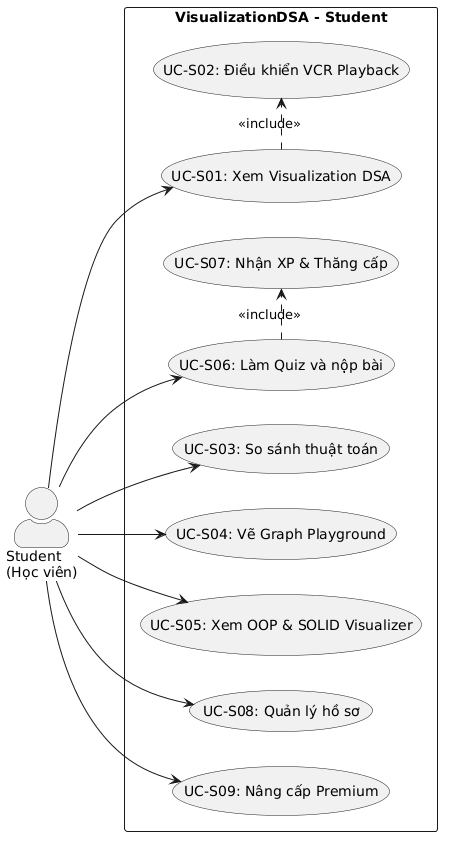 VisualizationDSA - Student
UC-S02: Điều khiển VCR Playback
«include»
UC-S01: Xem Visualization DSA
UC-S07: Nhận XP & Thăng cấp
«include»
UC-S06: Làm Quiz và nộp bài
UC-S03: So sánh thuật toán
UC-S04: Vẽ Graph Playground
Student
(Học viên)
UC-S05: Xem OOP & SOLID Visualizer
UC-S08: Quản lý hồ sơ
UC-S09: Nâng cấp Premium